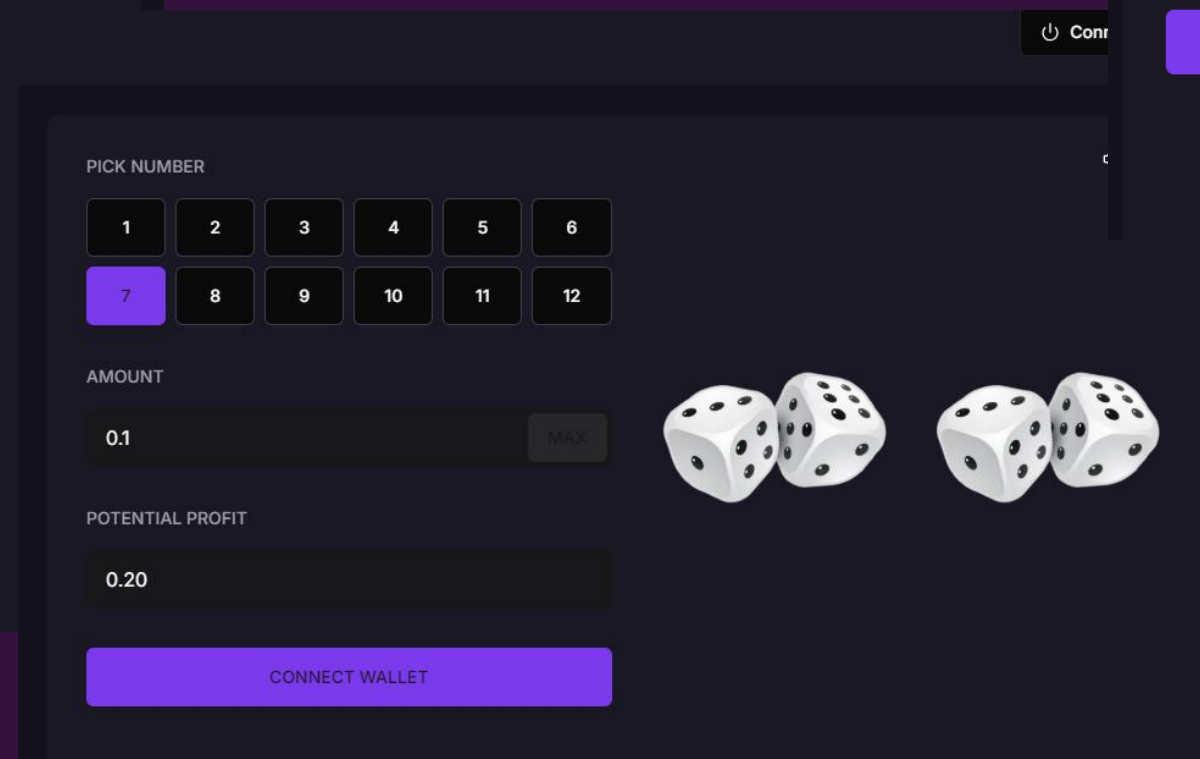 Conn
PICK NUMBER
1 2 3 4 5 6
7 8 9 10 11 12
AMOUNT
0.1 MAX
POTENTIAL PROFIT
0.20
CONNECT WALLET